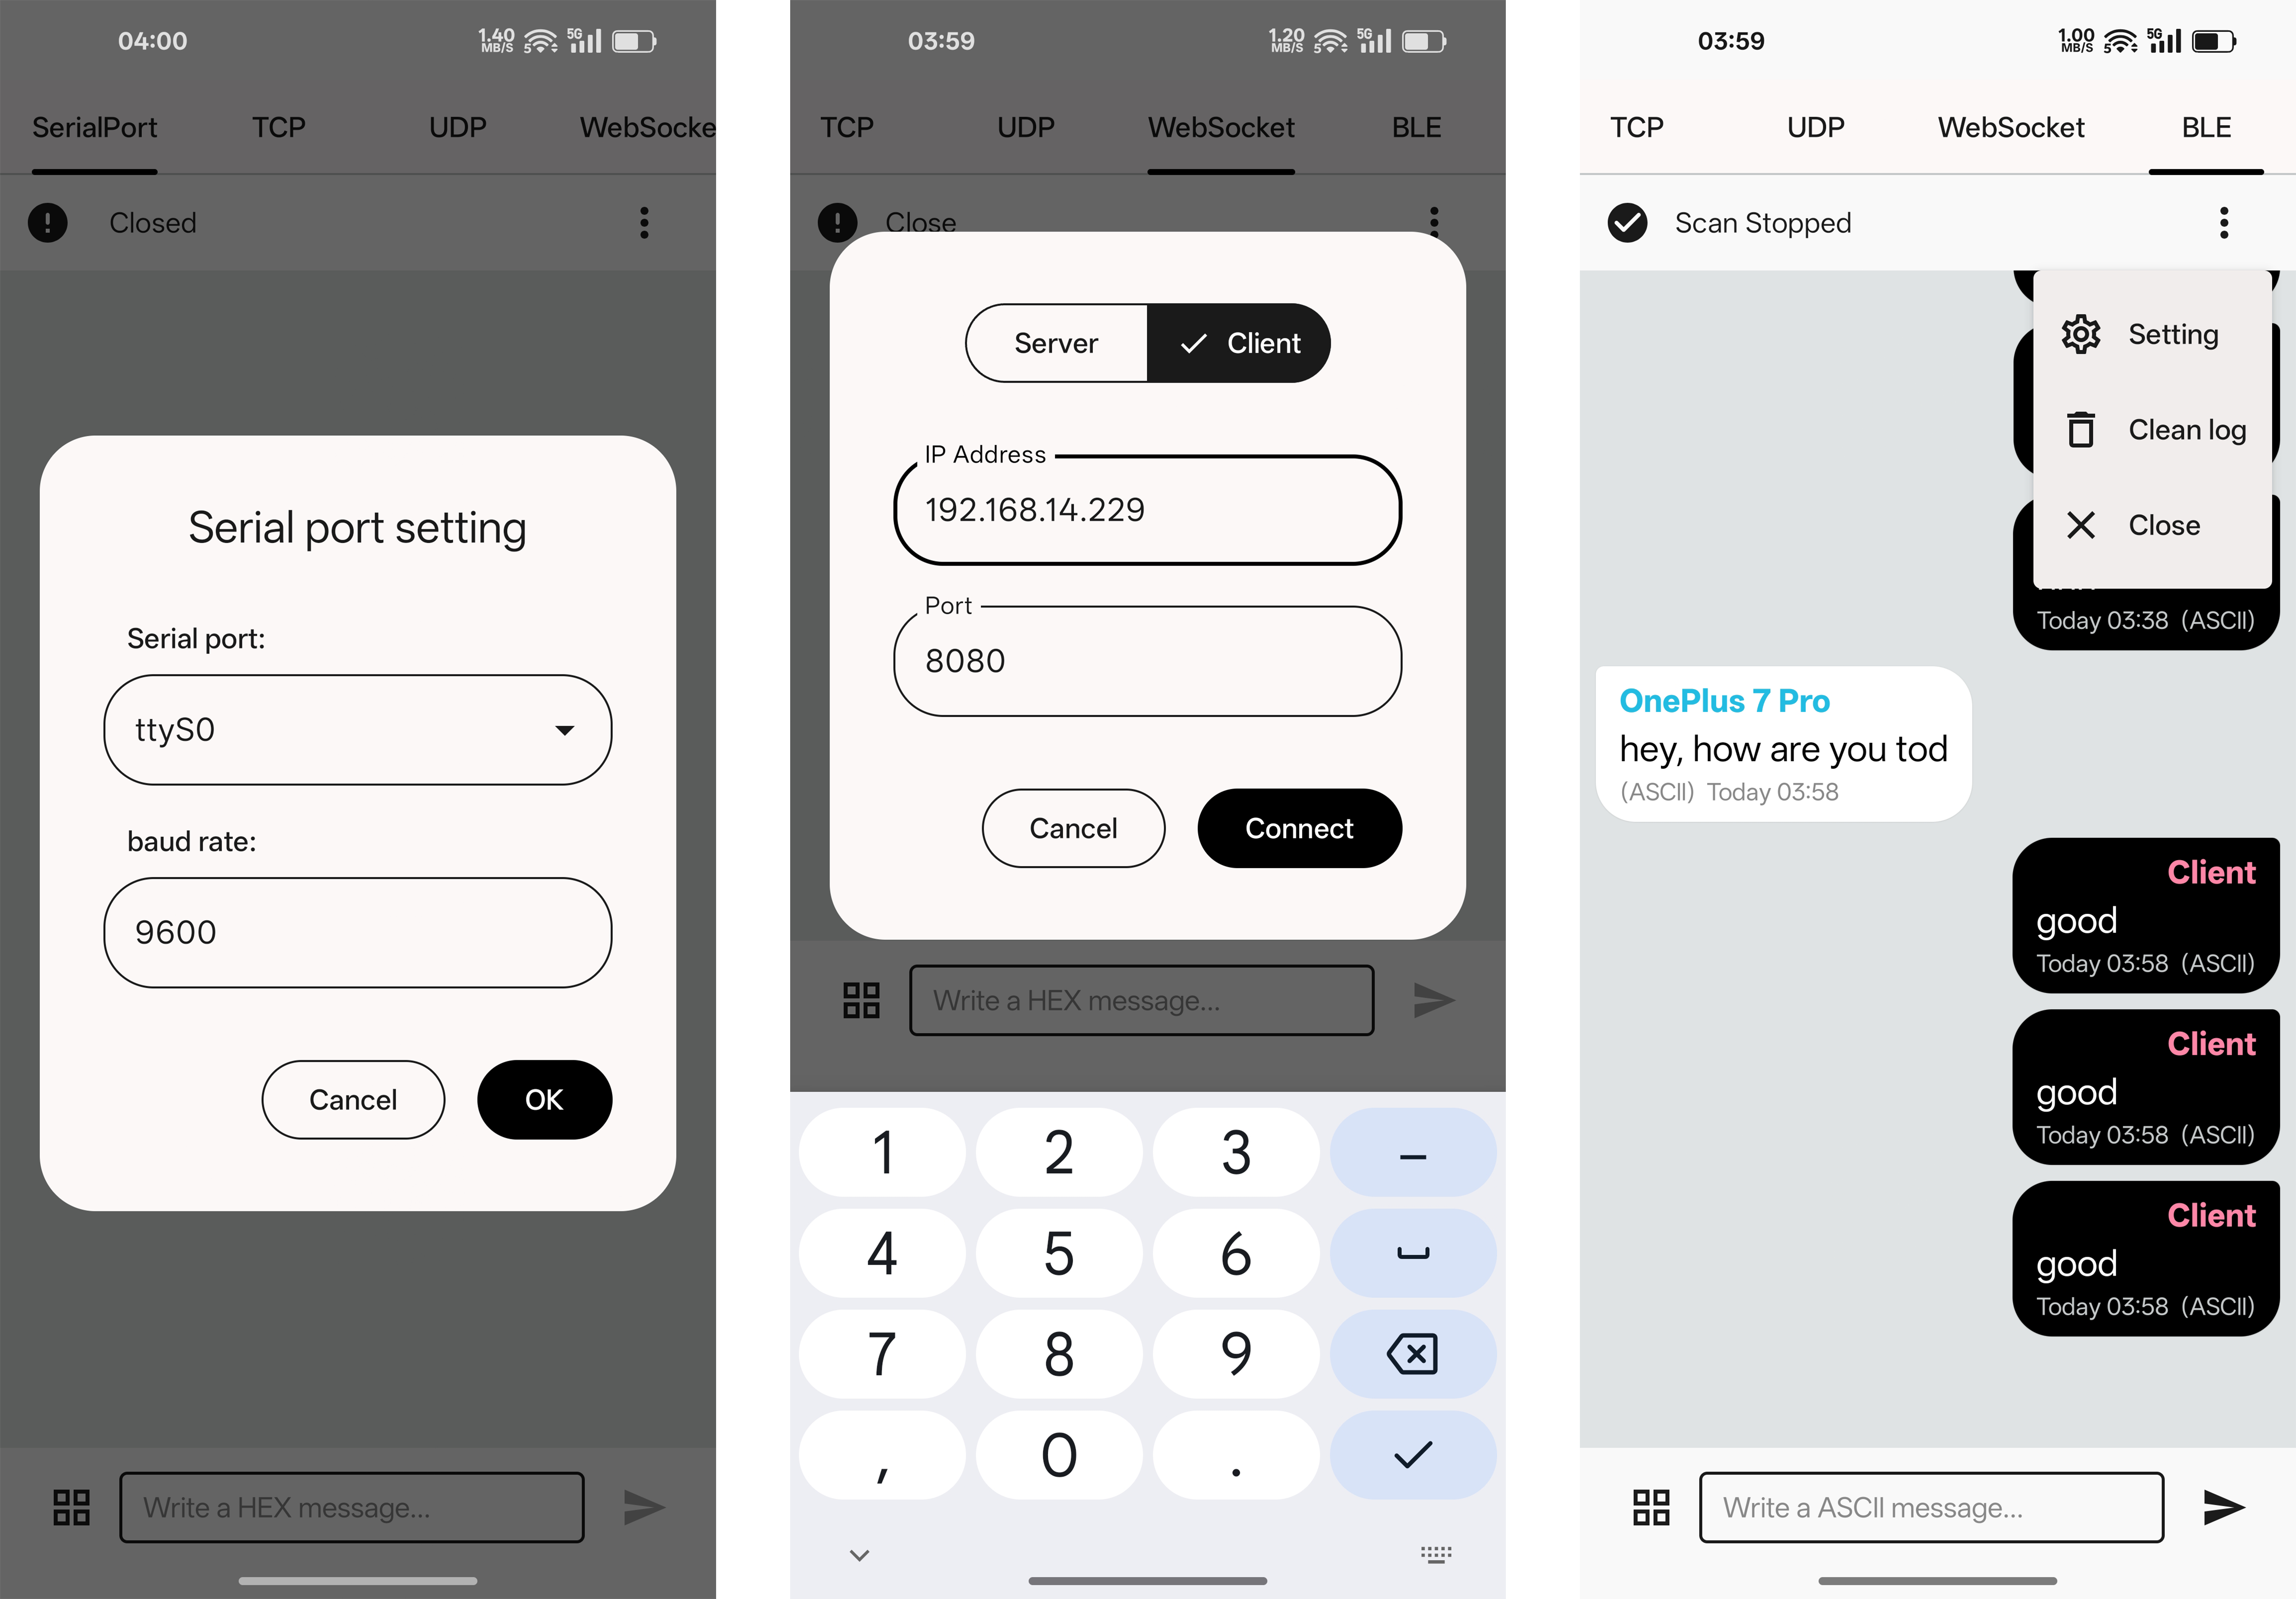 04:00
1.40 MB/S 5 5G
SerialPort TCP UDP WebSocke
Closed
Serial port setting
Serial port:
ttyS0
baud rate:
9600
Cancel OK
Write a HEX message...
03:59
1.20 MB/S 5 5G
TCP UDP WebSocket BLE
Close
Server Client
IP Address
192.168.14.229
Port
8080
Cancel Connect
Write a HEX message...
1 2 3 –
4 5 6
7 8 9
, 0 .
03:59
1.00 MB/S 5 5G
TCP UDP WebSocket BLE
Scan Stopped
Setting
Clean log
Close
Today 03:38 (ASCII)
OnePlus 7 Pro
hey, how are you tod
(ASCII) Today 03:58
Client
good
Today 03:58 (ASCII)
Client
good
Today 03:58 (ASCII)
Client
good
Today 03:58 (ASCII)
Write a ASCII message...